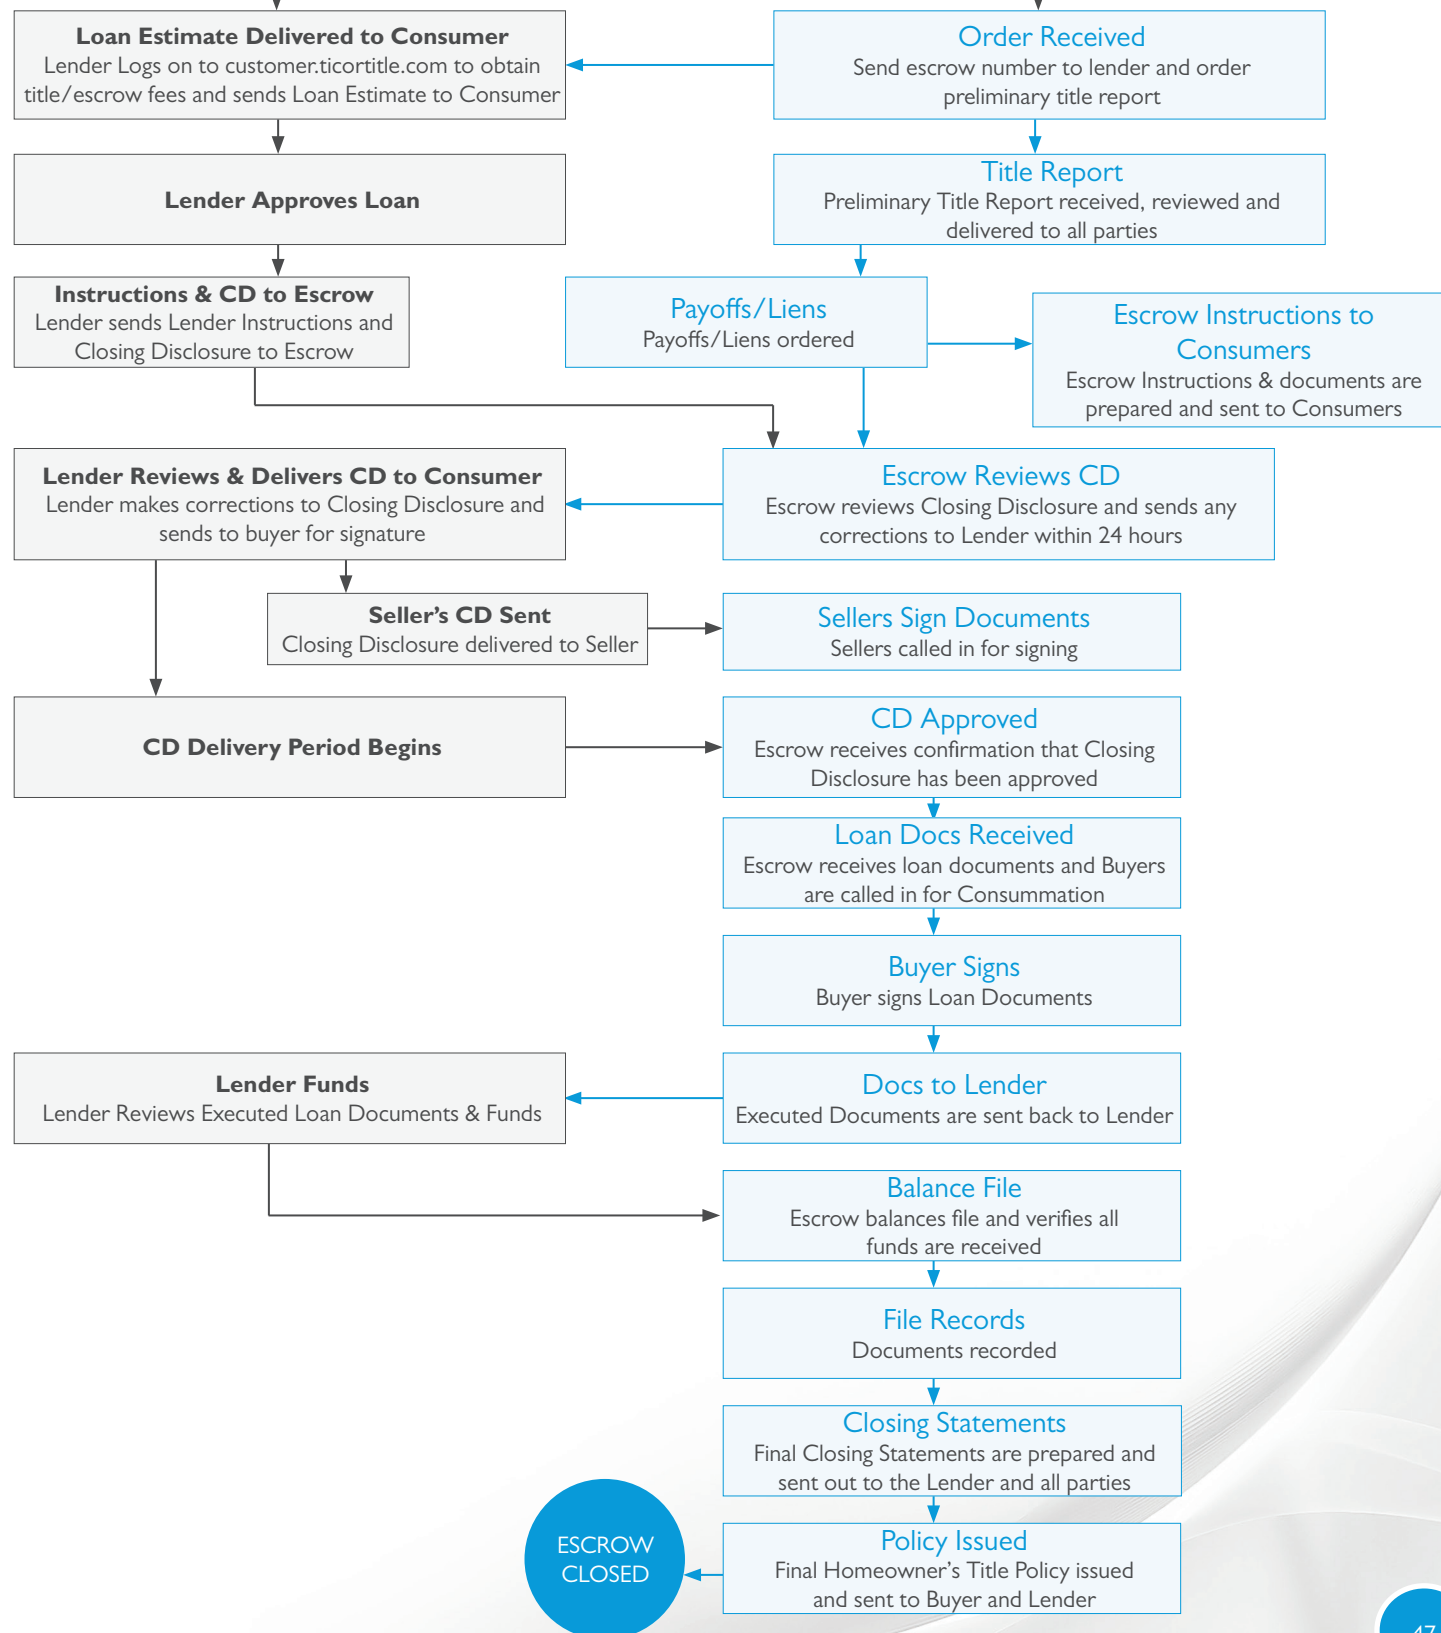 Loan Estimate Delivered to Consumer
Lender Logs on to customer.ticortitle.com to obtain
title/escrow fees and sends Loan Estimate to Consumer
Order Received
Send escrow number to lender and order
preliminary title report
Lender Approves Loan
Title Report
Preliminary Title Report received, reviewed and
delivered to all parties
Instructions & CD to Escrow
Lender sends Lender Instructions and
Closing Disclosure to Escrow
Payoffs/Liens
Payoffs/Liens ordered
Escrow Instructions to
Consumers
Escrow Instructions & documents are
prepared and sent to Consumers
Lender Reviews & Delivers CD to Consumer
Lender makes corrections to Closing Disclosure and
sends to buyer for signature
Escrow Reviews CD
Escrow reviews Closing Disclosure and sends any
corrections to Lender within 24 hours
Seller’s CD Sent
Closing Disclosure delivered to Seller
Sellers Sign Documents
Sellers called in for signing
CD Delivery Period Begins
CD Approved
Escrow receives confirmation that Closing
Disclosure has been approved
Loan Docs Received
Escrow receives loan documents and Buyers
are called in for Consummation
Buyer Signs
Buyer signs Loan Documents
Lender Funds
Lender Reviews Executed Loan Documents & Funds
Docs to Lender
Executed Documents are sent back to Lender
Balance File
Escrow balances file and verifies all
funds are received
File Records
Documents recorded
Closing Statements
Final Closing Statements are prepared and
sent out to the Lender and all parties
Policy Issued
Final Homeowner’s Title Policy issued
and sent to Buyer and Lender
ESCROW
CLOSED
47